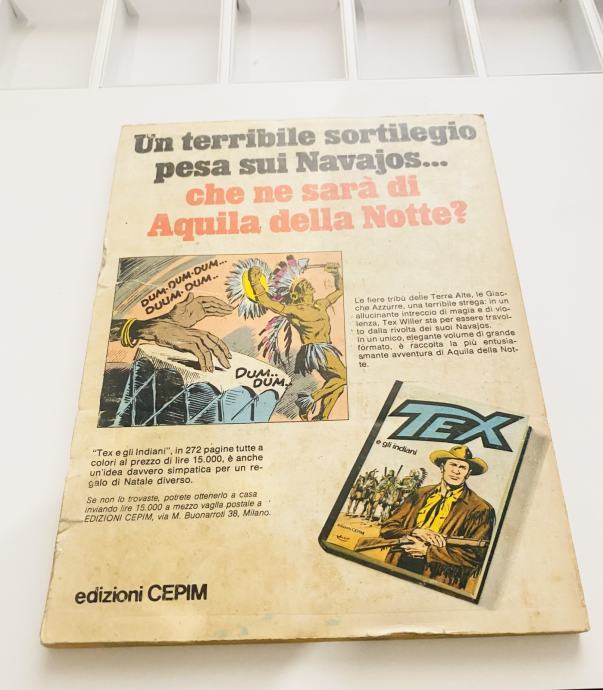 Un terribile sortilegio
pesa sui Navajos...
che ne sarà di
Aquila della Notte?
DUM-DUM-DUM...
DUUM-DUM..
DUM..
DUM..
Le fiere tribù delle Terre Alte, le Giac-
che Azzurre, una terribile strega: in un
allucinante intreccio di magia e di vio-
lenza, Tex Willer sta per essere travol-
to dalla rivolta dei suoi Navajos.
In un unico, elegante volume di grande
formato, è raccolta la più entusia-
smante avventura di Aquila della Not-
te.
"Tex e gli Indiani", in 272 pagine tutte a
colori al prezzo di lire 15.000, è anche
un'idea davvero simpatica per un re-
galo di Natale diverso.
Se non lo trovaste, potrete ottenerlo a casa
inviando lire 15.000 a mezzo vaglia postale a
EDIZIONI CEPIM, via M. Buonarroti 38, Milano.
TEX
e gli indiani
edizioni CEPIM
edizioni CEPIM